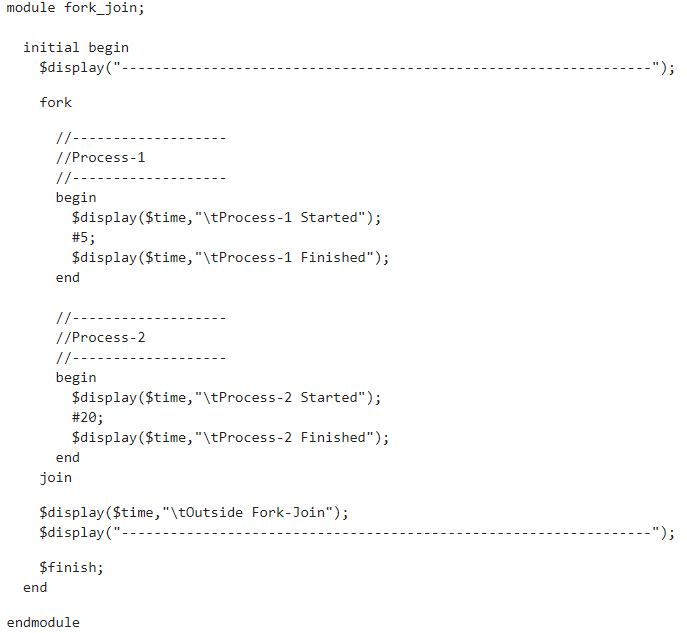 module fork_join;
initial begin
$display("-----------------------------------------------------------------");
fork
//-------------------
//Process-1
//-------------------
begin
$display($time,"\tProcess-1 Started");
#5;
$display($time,"\tProcess-1 Finished");
end
//-------------------
//Process-2
//-------------------
begin
$display($time,"\tProcess-2 Started");
#20;
$display($time,"\tProcess-2 Finished");
end
join
$display($time,"\tOutside Fork-Join");
$display("-----------------------------------------------------------------");
$finish;
end
endmodule